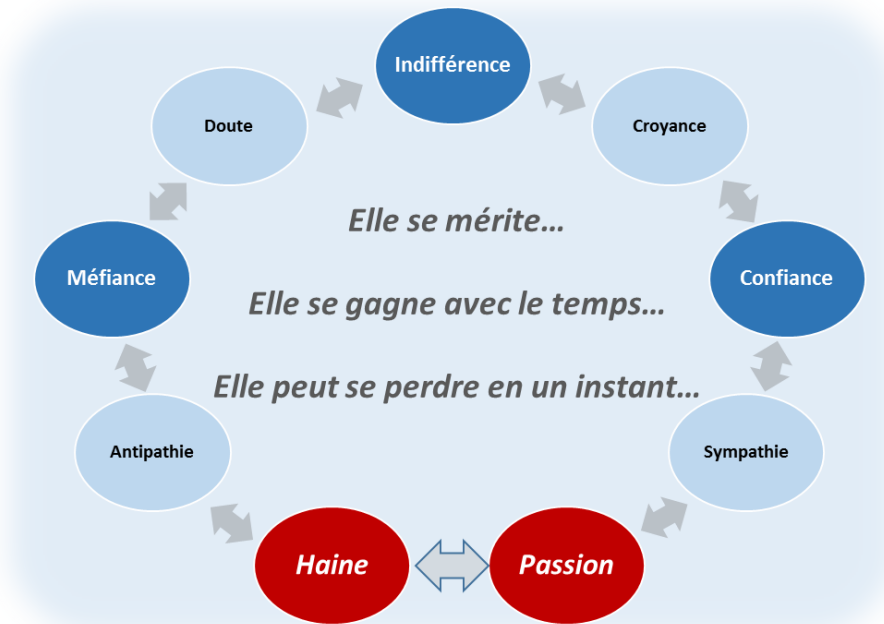 Indifférence
Doute
Croyance
Elle se mérite…
Méfiance
Confiance
Elle se gagne avec le temps…
Elle peut se perdre en un instant…
Antipathie
Sympathie
Haine
Passion